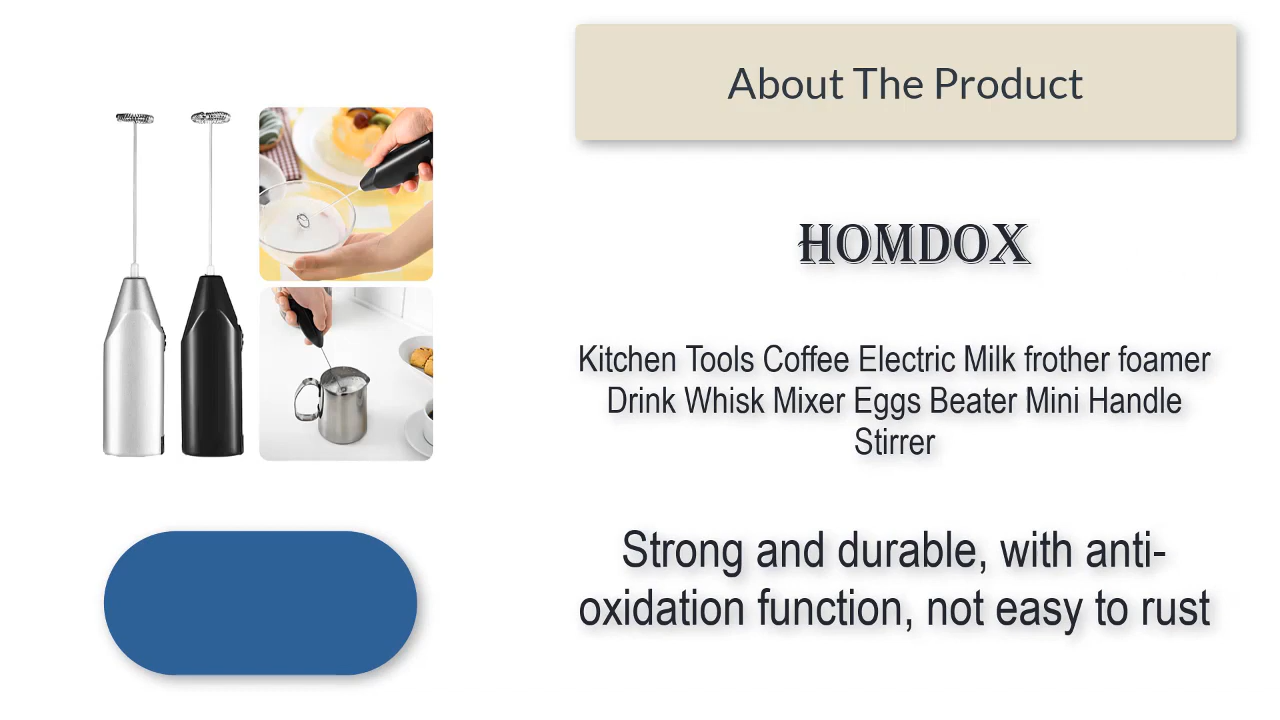 About The Product
HOMDOX
Kitchen Tools Coffee Electric Milk frother foamer
Drink Whisk Mixer Eggs Beater Mini Handle
Stirrer
Strong and durable, with anti-
oxidation function, not easy to rust